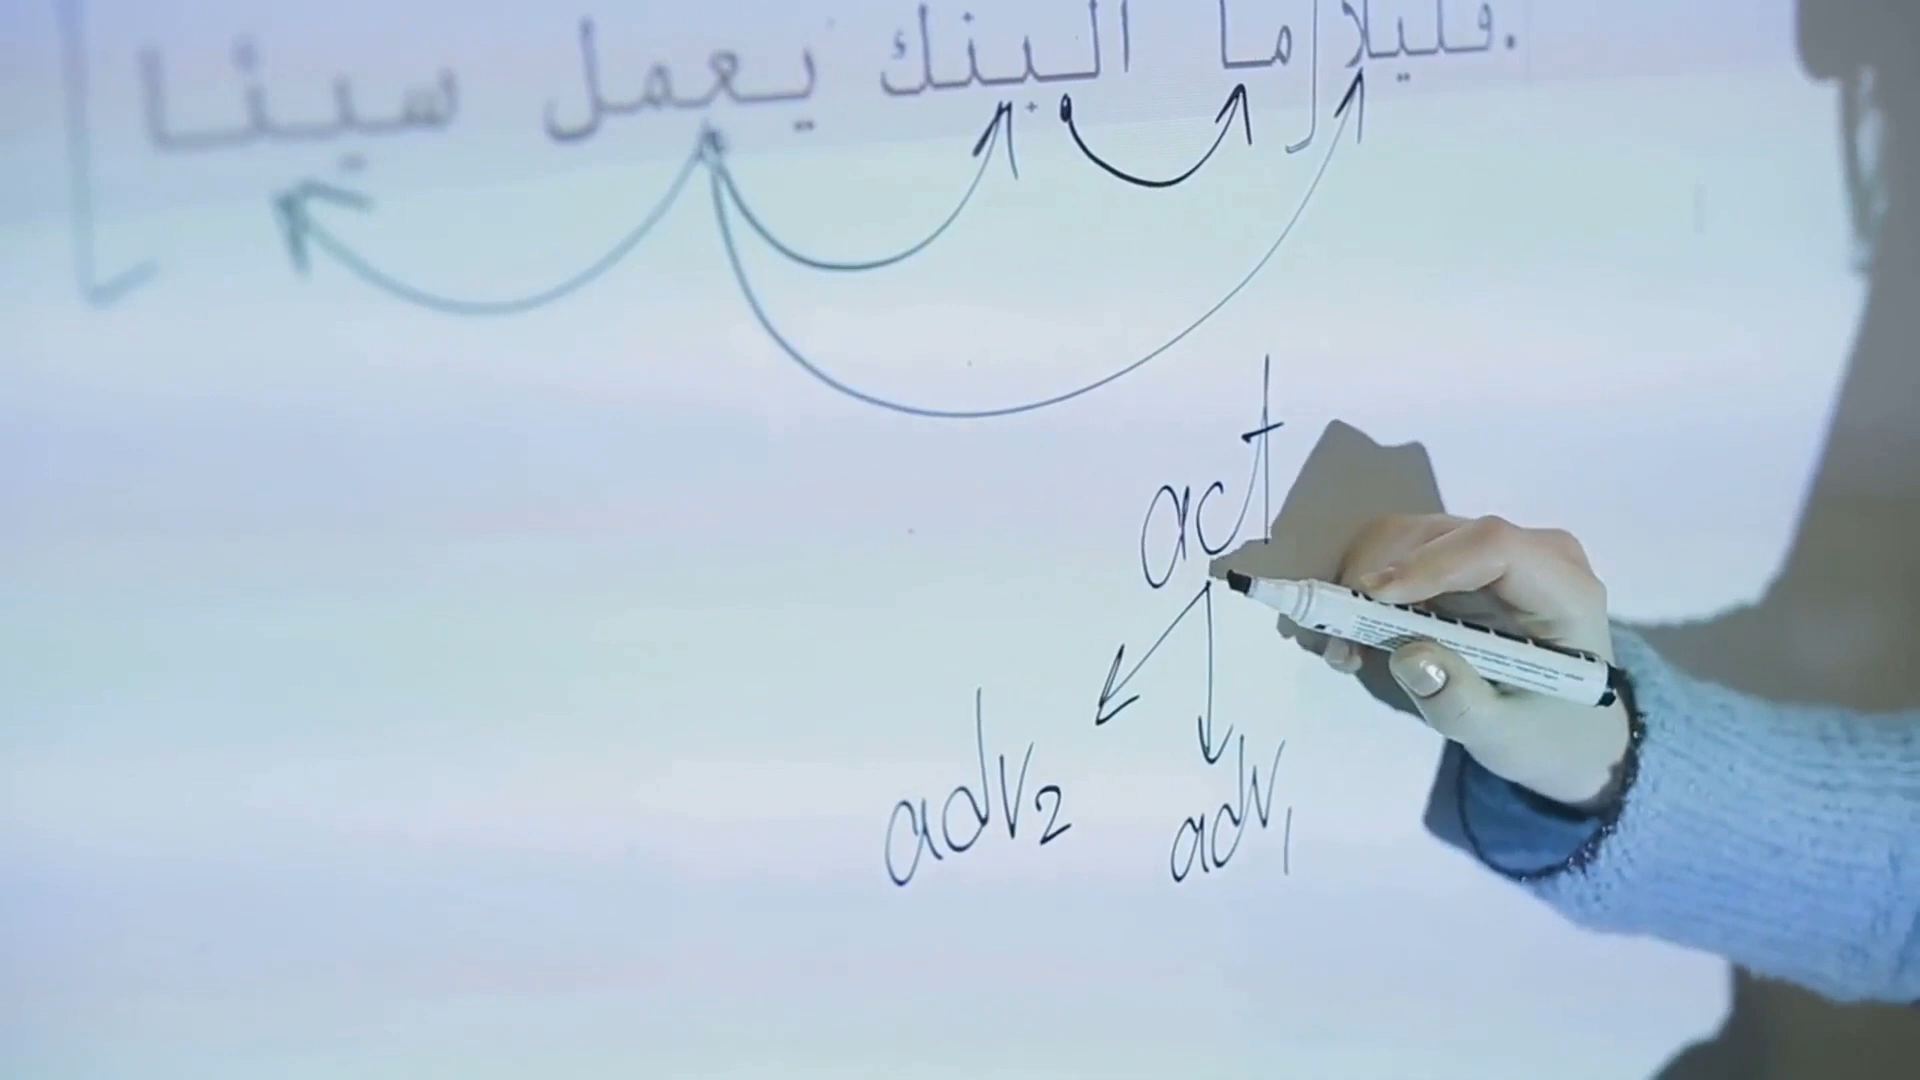 .قليلا ما البنك يعمل سيئا
act
adv2 adv1